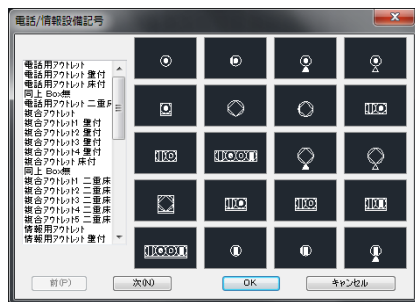 電話/情報設備記号
電話用アウトレット
電話用アウトレット 壁付
電話用アウトレット 床付
同上 Box無
電話用アウトレット 二重床
複合アウトレット
複合アウトレット1 壁付
複合アウトレット2 壁付
複合アウトレット3 壁付
複合アウトレット4 壁付
複合アウトレット 床付
同上 Box無
複合アウトレット1 二重床
複合アウトレット2 二重床
複合アウトレット3 二重床
複合アウトレット4 二重床
複合アウトレット5 二重床
情報用アウトレット
情報用アウトレット 壁付
前(P)
次(N)
OK
キャンセル